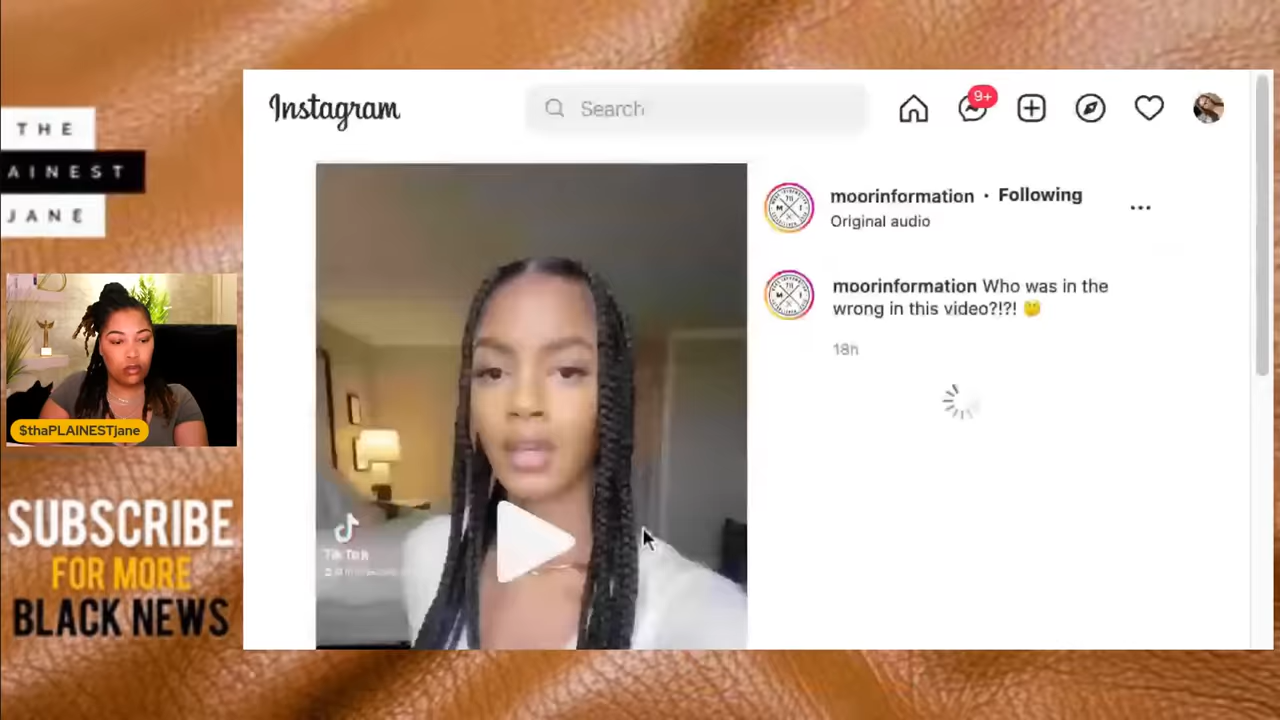 THE
AINEST
JANE
$thaPLAINESTjane
SUBSCRIBE
FOR MORE
BLACK NEWS
Instagram
Search
9+
moorinformation • Following
Original audio
moorinformation Who was in the
wrong in this video?!?! 🤔
18h
TikTok